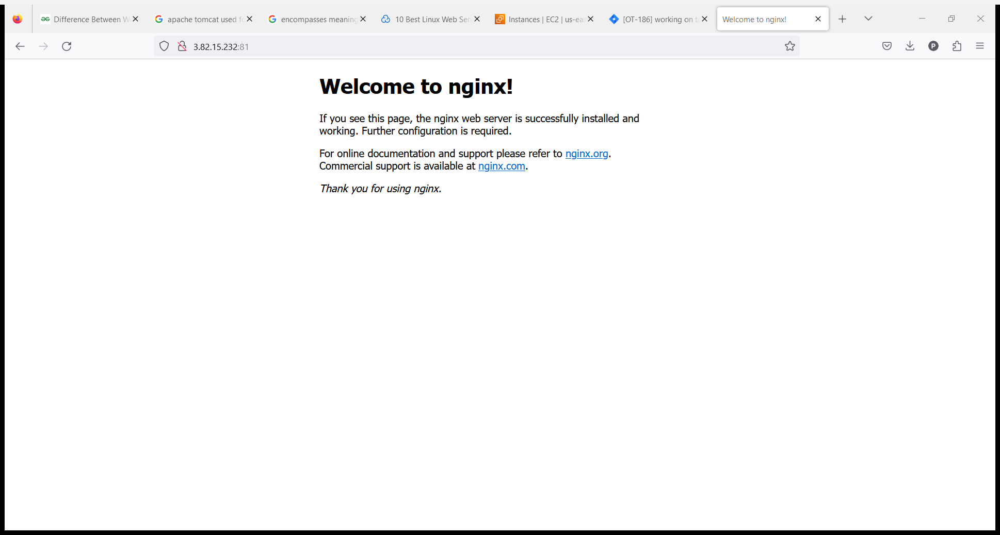 Difference Between W
apache tomcat used fo
encompasses meaning
10 Best Linux Web Serv
Instances | EC2 | us-eas
[OT-186] working on to
Welcome to nginx!
3.82.15.232:81
P
Welcome to nginx!
If you see this page, the nginx web server is successfully installed and
working. Further configuration is required.
For online documentation and support please refer to nginx.org.
Commercial support is available at nginx.com.
Thank you for using nginx.